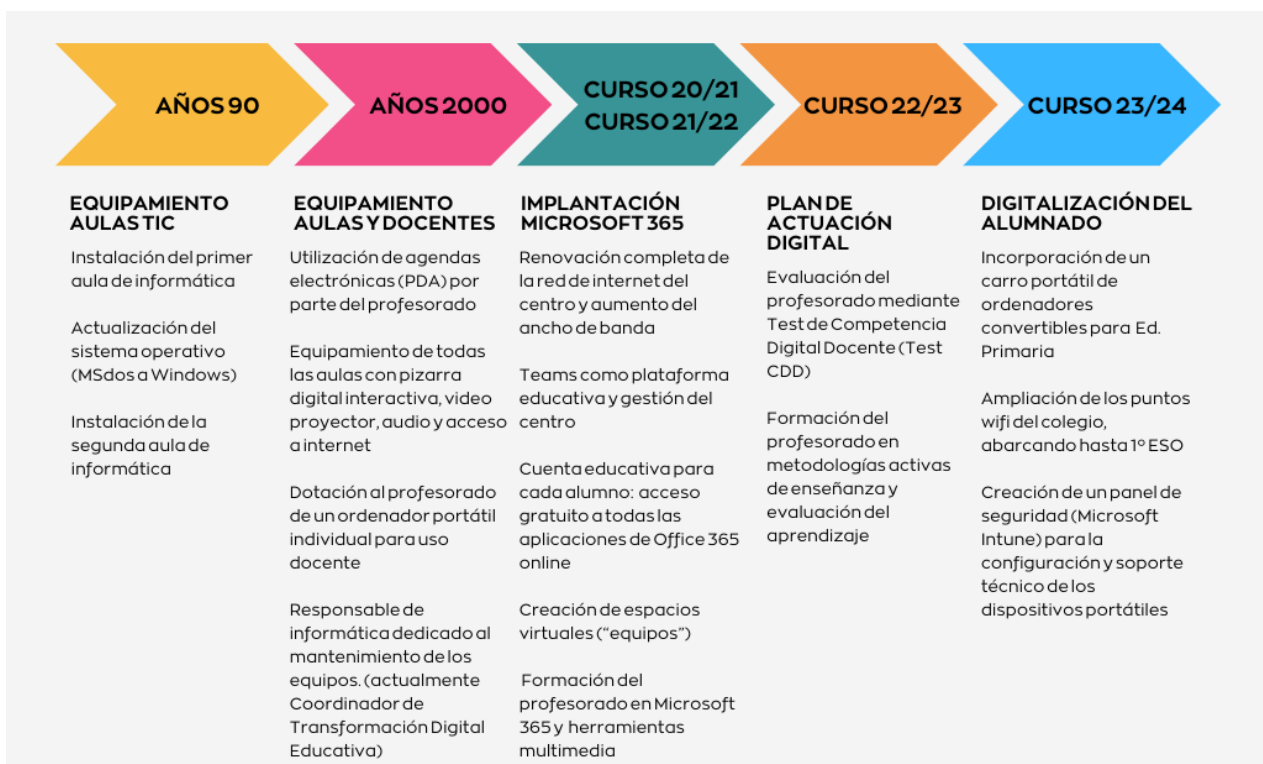 AÑOS 90
AÑOS 2000
CURSO 20/21
CURSO 21/22
CURSO 22/23
CURSO 23/24
EQUIPAMIENTO
AULAS TIC
Instalación del primer
aula de informática
Actualización del
sistema operativo
(MSdos a Windows)
Instalación de la
segunda aula de
informática
EQUIPAMIENTO
AULAS Y DOCENTES
Utilización de agendas
electrónicas (PDA) por
parte del profesorado
Equipamiento de todas
las aulas con pizarra
digital interactiva, video
proyector, audio y acceso
a internet
Dotación al profesorado
de un ordenador portátil
individual para uso
docente
Responsable de
informática dedicado al
mantenimiento de los
equipos. (actualmente
Coordinador de
Transformación Digital
Educativa)
IMPLANTACIÓN
MICROSOFT 365
Renovación completa de
la red de internet del
centro y aumento del
ancho de banda
Teams como plataforma
educativa y gestión del
centro
Cuenta educativa para
cada alumno: acceso
gratuito a todas las
aplicaciones de Office 365
online
Creación de espacios
virtuales (“equipos”)
Formación del
profesorado en Microsoft
365 y herramientas
multimedia
PLAN DE
ACTUACIÓN
DIGITAL
Evaluación del
profesorado mediante
Test de Competencia
Digital Docente (Test
CDD)
Formación del
profesorado en
metodologías activas
de enseñanza y
evaluación del
aprendizaje
DIGITALIZACIÓN DEL
ALUMNADO
Incorporación de un
carro portátil de
ordenadores
convertibles para Ed.
Primaria
Ampliación de los puntos
wifi del colegio,
abarcando hasta 1º ESO
Creación de un panel de
seguridad (Microsoft
Intune) para la
configuración y soporte
técnico de los
dispositivos portátiles